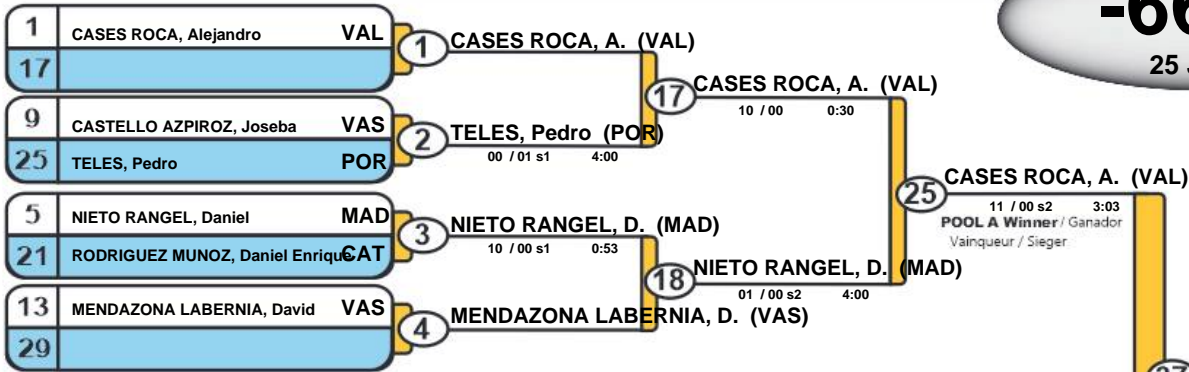 -66
25
1 CASES ROCA, Alejandro VAL
17
1
CASES ROCA, A. (VAL)
9 CASTELLO AZPIROZ, Joseba VAS
25 TELES, Pedro POR
2
TELES, Pedro (POR)
00 / 01 s1 4:00
17
CASES ROCA, A. (VAL)
10 / 00 0:30
5 NIETO RANGEL, Daniel MAD
21 RODRIGUEZ MUNOZ, Daniel Enrique CAT
3
NIETO RANGEL, D. (MAD)
10 / 00 s1 0:53
13 MENDAZONA LABERNIA, David VAS
29
4
MENDAZONA LABERNIA, D. (VAS)
18
NIETO RANGEL, D. (MAD)
01 / 00 s2 4:00
25
CASES ROCA, A. (VAL)
11 / 00 s2 3:03
POOL A Winner / Ganador
Vainqueur / Sieger